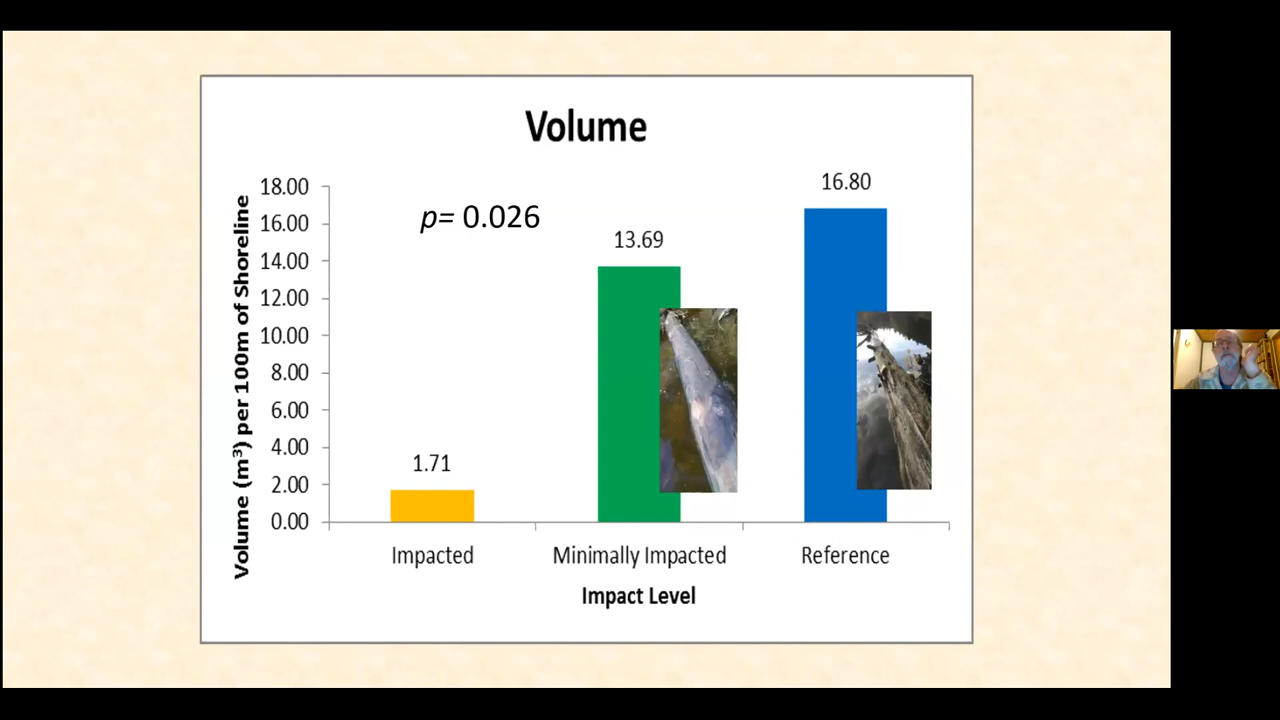 Volume
Volume (m³) per 100m of Shoreline
18.00
16.00
14.00
12.00
10.00
8.00
6.00
4.00
2.00
0.00
p= 0.026
1.71
13.69
16.80
Impacted
Minimally Impacted
Reference
Impact Level